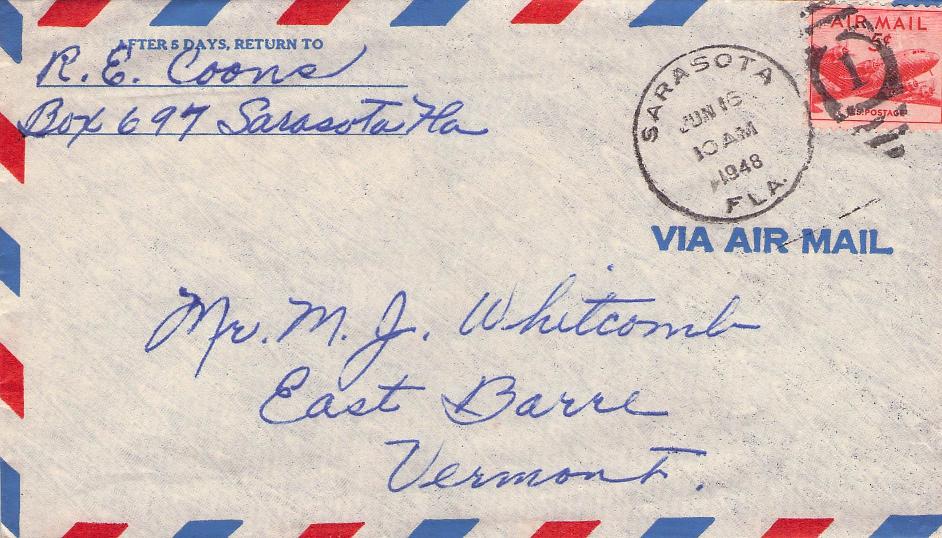 AFTER 5 DAYS, RETURN TO
R. E. Coons
Box 697 Sarasota Fla
SARASOTA
JUN 16
10 AM
1948
FLA.
AIR MAIL
5¢
U.S. POSTAGE
1
VIA AIR MAIL
Mr. M. J. Whitcomb
East Barre
Vermont.